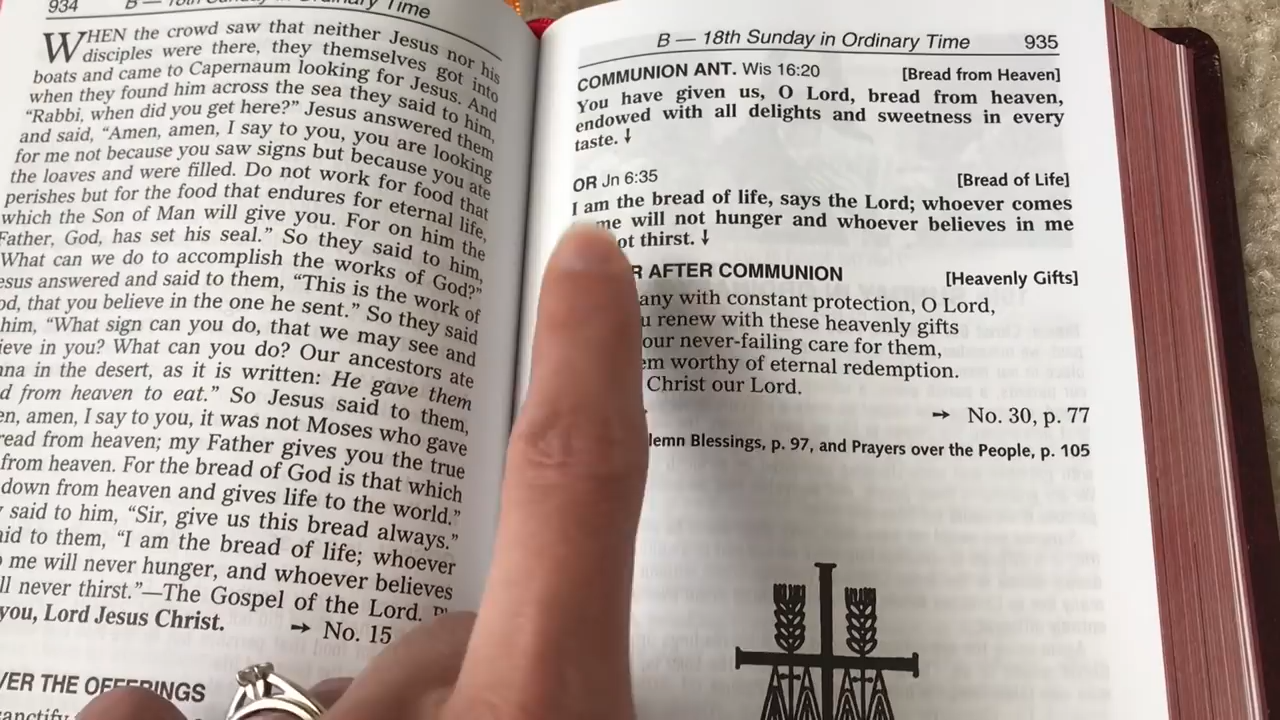 934 B — 18th Sunday in Ordinary Time
WHEN the crowd saw that neither Jesus nor his
disciples were there, they themselves got into
boats and came to Capernaum looking for Jesus. And
when they found him across the sea they said to him,
“Rabbi, when did you get here?” Jesus answered them
and said, “Amen, amen, I say to you, you are looking
for me not because you saw signs but because you ate
the loaves and were filled. Do not work for food that
perishes but for the food that endures for eternal life,
which the Son of Man will give you. For on him the
Father, God, has set his seal.” So they said to him,
What can we do to accomplish the works of God?”
esus answered and said to them, “This is the work of
od, that you believe in the one he sent.” So they said
him, “What sign can you do, that we may see and
ieve in you? What can you do? Our ancestors ate
nna in the desert, as it is written: He gave them
d from heaven to eat.” So Jesus said to them,
en, amen, I say to you, it was not Moses who gave
read from heaven; my Father gives you the true
from heaven. For the bread of God is that which
down from heaven and gives life to the world.”
said to him, “Sir, give us this bread always.”
aid to them, “I am the bread of life; whoever
me will never hunger, and whoever believes
ll never thirst.”—The Gospel of the Lord.
you, Lord Jesus Christ. → No. 15
VER THE OFFERINGS
anctify
B — 18th Sunday in Ordinary Time 935
COMMUNION ANT. Wis 16:20 [Bread from Heaven]
You have given us, O Lord, bread from heaven,
endowed with all delights and sweetness in every
taste. ↓
OR Jn 6:35 [Bread of Life]
I am the bread of life, says the Lord; whoever comes
me will not hunger and whoever believes in me
ot thirst. ↓
R AFTER COMMUNION [Heavenly Gifts]
any with constant protection, O Lord,
u renew with these heavenly gifts
our never-failing care for them,
em worthy of eternal redemption.
Christ our Lord.
→ No. 30, p. 77
lemn Blessings, p. 97, and Prayers over the People, p. 105